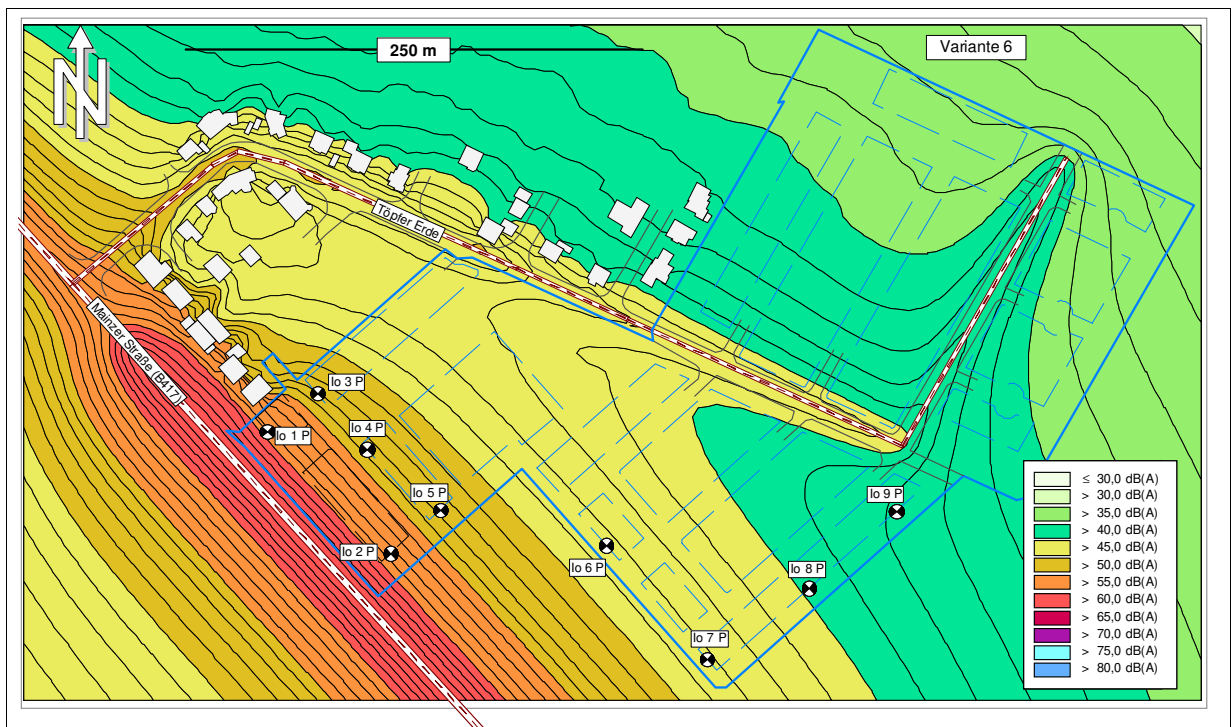 250 m
Variante 6
N
Töpfer Erde
Mainzer Straße (B417)
Io 3 P
Io 1 P
Io 4 P
Io 5 P
Io 2 P
Io 6 P
Io 9 P
Io 8 P
Io 7 P
≤ 30,0 dB(A)
> 30,0 dB(A)
> 35,0 dB(A)
> 40,0 dB(A)
> 45,0 dB(A)
> 50,0 dB(A)
> 55,0 dB(A)
> 60,0 dB(A)
> 65,0 dB(A)
> 70,0 dB(A)
> 75,0 dB(A)
> 80,0 dB(A)